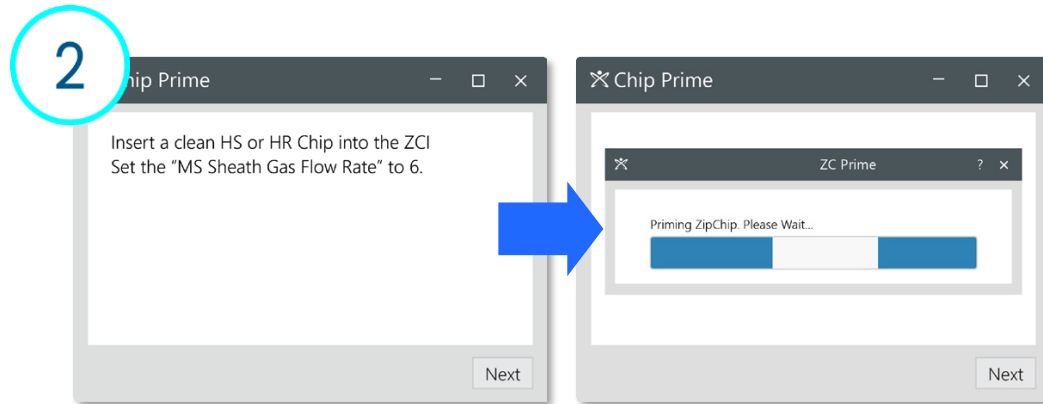 2
hip Prime
Insert a clean HS or HR Chip into the ZCI
Set the “MS Sheath Gas Flow Rate” to 6.
Next
Chip Prime
ZC Prime
Priming ZipChip. Please Wait...
Next